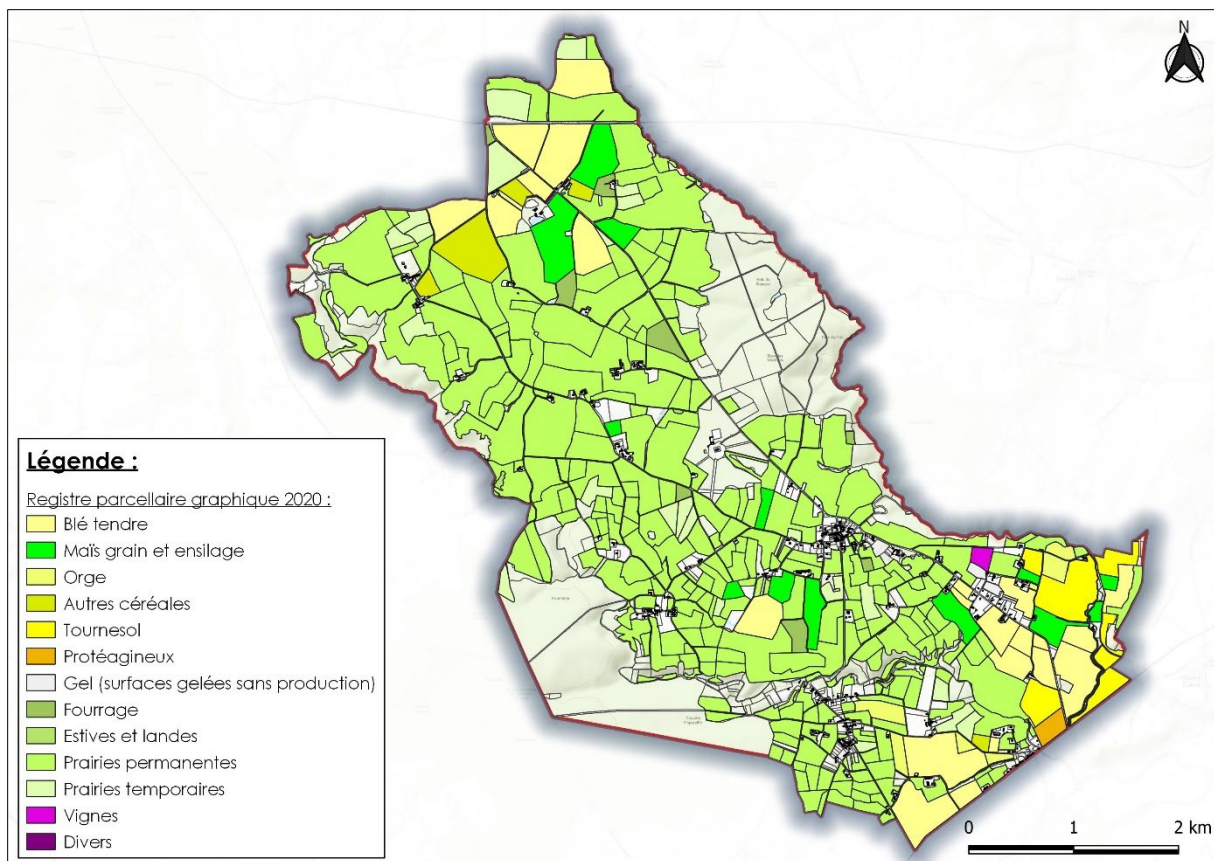 N
Légende :
Registre parcellaire graphique 2020 :
Blé tendre
Maïs grain et ensilage
Orge
Autres céréales
Tournesol
Protéagineux
Gel (surfaces gelées sans production)
Fourrage
Estives et landes
Prairies permanentes
Prairies temporaires
Vignes
Divers
0 1 2 km